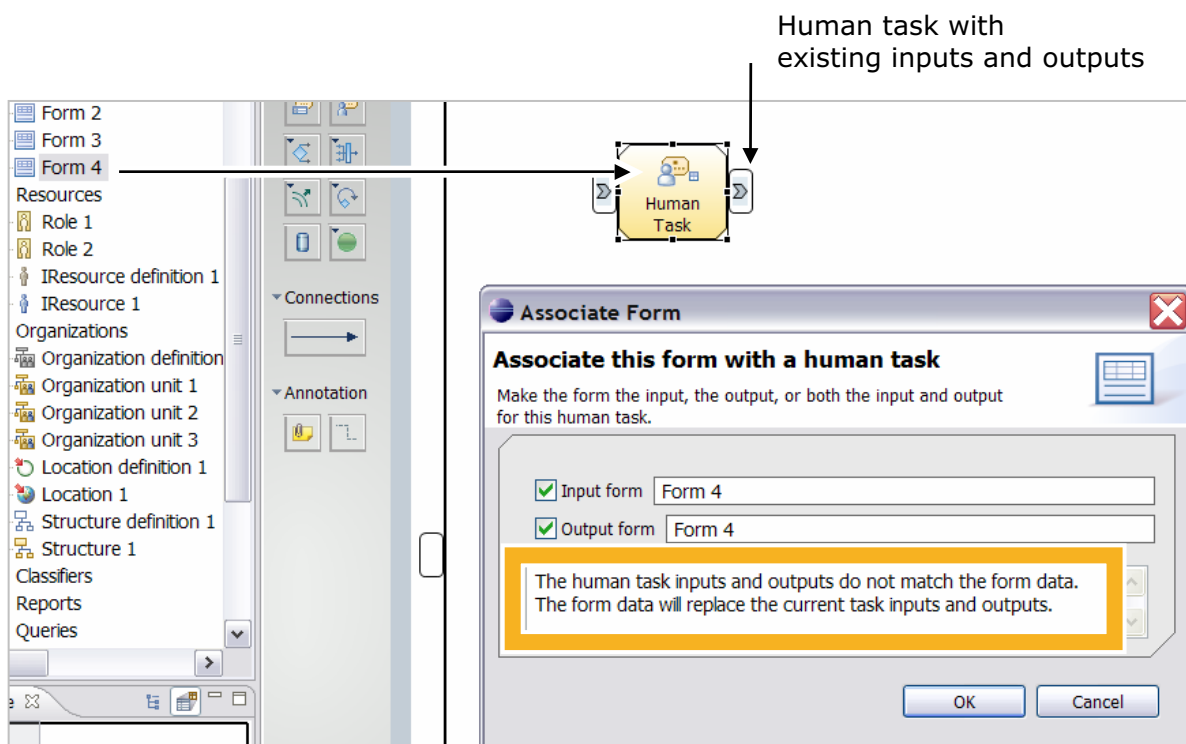 Human task with
existing inputs and outputs
Form 2
Form 3
Form 4
Resources
Role 1
Role 2
IResource definition 1
IResource 1
Organizations
Organization definition
Organization unit 1
Organization unit 2
Organization unit 3
Location definition 1
Location 1
Structure definition 1
Structure 1
Classifiers
Reports
Queries
Connections
Annotation
Human
Task
Associate Form
Associate this form with a human task
Make the form the input, the output, or both the input and output
for this human task.
Input form Form 4
Output form Form 4
The human task inputs and outputs do not match the form data.
The form data will replace the current task inputs and outputs.
OK
Cancel